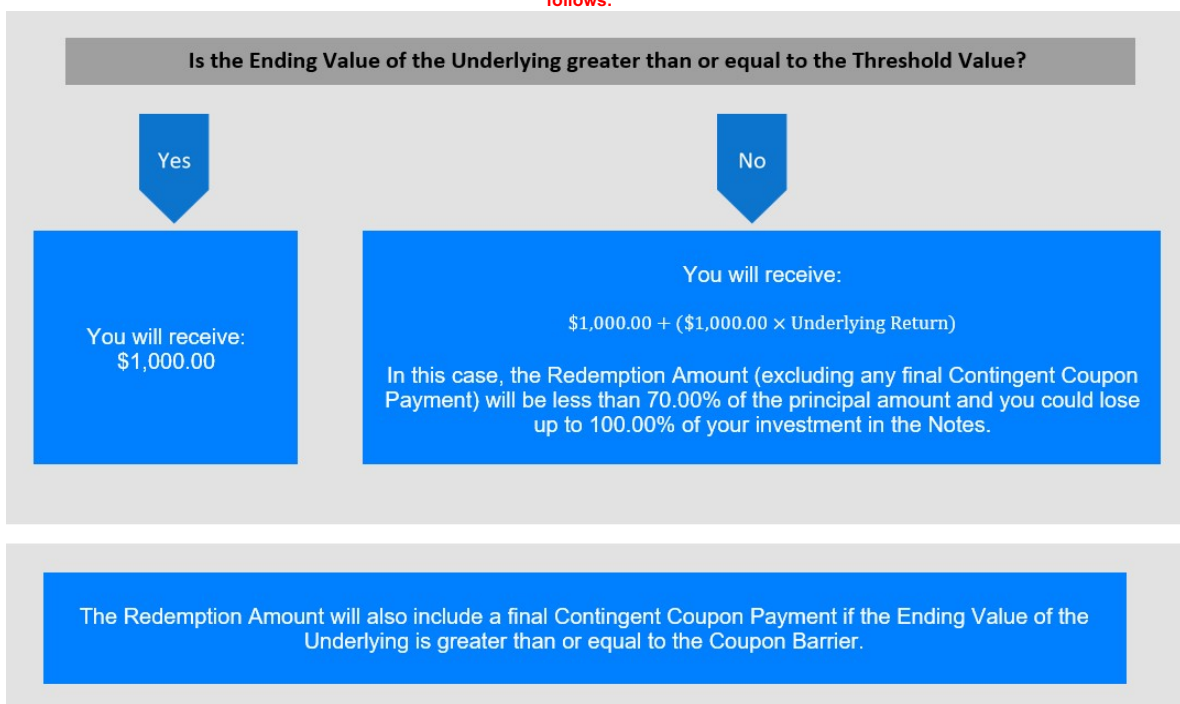 follows:
Is the Ending Value of the Underlying greater than or equal to the Threshold Value?
Yes
No
You will receive:
$1,000.00
You will receive:
$1,000.00 + ($1,000.00 × Underlying Return)
In this case, the Redemption Amount (excluding any final Contingent Coupon
Payment) will be less than 70.00% of the principal amount and you could lose
up to 100.00% of your investment in the Notes.
The Redemption Amount will also include a final Contingent Coupon Payment if the Ending Value of the
Underlying is greater than or equal to the Coupon Barrier.